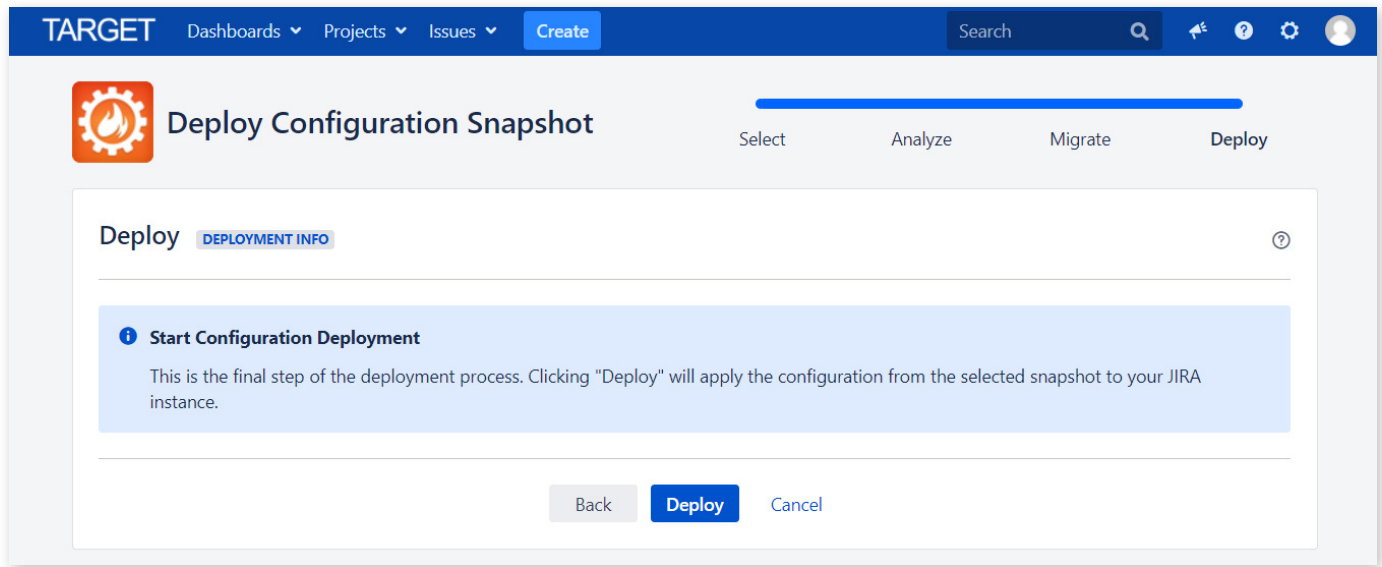 TARGET Dashboards Projects Issues Create Search
Deploy Configuration Snapshot
Select Analyze Migrate Deploy
Deploy DEPLOYMENT INFO
Start Configuration Deployment
This is the final step of the deployment process. Clicking "Deploy" will apply the configuration from the selected snapshot to your JIRA
instance.
Back Deploy Cancel